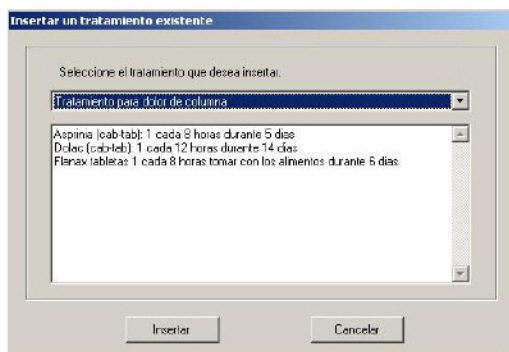 Insertar un tratamiento existente
Seleccione el tratamiento que desea insertar.
Tratamiento para dolor de columna
Aspirinia (cab-tab): 1 cada 8 horas durante 5 dias
Dolac (cab-tab): 1 cada 12 horas durante 14 días
Flanax tabletas 1 cada 8 horas tomar con los alimentos durante 6 dias
Insertar
Cancelar